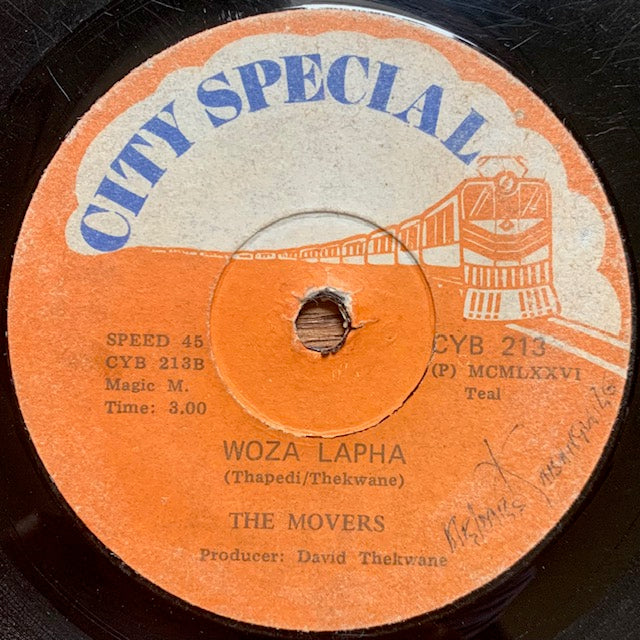 CITY SPECIAL
SPEED 45
CYB 213B
Magic M.
Time: 3.00
CYB 213
(P) MCMLXXVI
Teal
WOZA LAPHA
(Thapedi/Thekwane)
THE MOVERS
Producer: David Thekwane